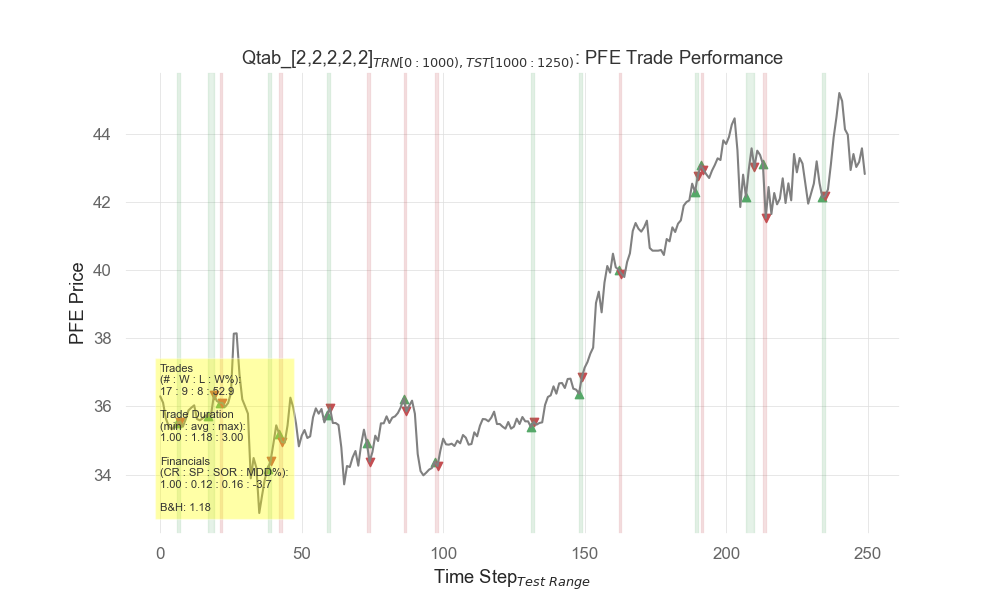 Qtab_[2,2,2,2,2]TRN[0:1000),TST[1000:1250): PFE Trade Performance
44
42
40
38
36
34
PFE Price
Trades
(# : W : L : W%):
17 : 9 : 8 : 52.9
Trade Duration
(min : avg : max):
1.00 : 1.18 : 3.00
Financials
(CR : SP : SOR : MDD%):
1.00 : 0.12 : 0.16 : -3.7
B&H: 1.18
0 50 100 150 200 250
Time StepTest Range